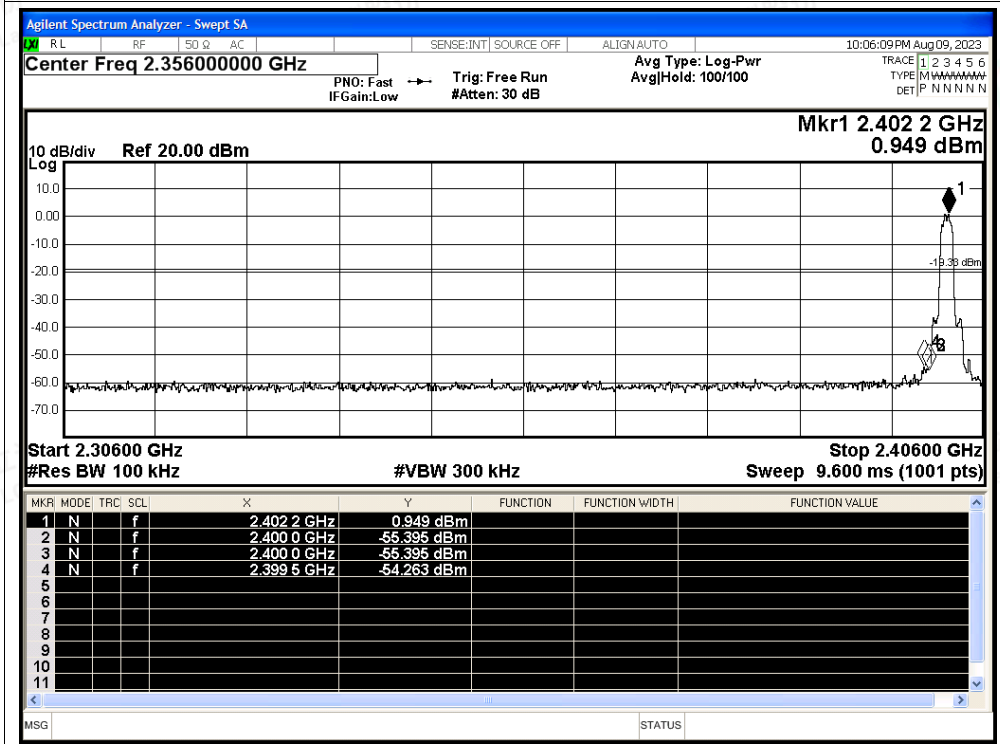 Agilent Spectrum Analyzer - Swept SA
LXI RL RF 50 Ω AC SENSE:INT SOURCE OFF ALIGN AUTO 10:06:09 PM Aug 09, 2023
Center Freq 2.356000000 GHz
PNO: Fast
IFGain:Low
Trig: Free Run
#Atten: 30 dB
Avg Type: Log-Pwr
Avg|Hold: 100/100
TRACE 1 2 3 4 5 6
TYPE M
DET P N N N N N
Mkr1 2.402 2 GHz
0.949 dBm
10 dB/div Ref 20.00 dBm
Log
1
10.0
0.00
-10.0
-19.33 dBm
-20.0
-30.0
-40.0
-50.0
-60.0
-70.0
Start 2.30600 GHz Stop 2.40600 GHz
#Res BW 100 kHz #VBW 300 kHz Sweep 9.600 ms (1001 pts)
MKR MODE TRC SCL X Y FUNCTION FUNCTION WIDTH FUNCTION VALUE
1 N f 2.402 2 GHz 0.949 dBm
2 N f 2.400 0 GHz -55.395 dBm
3 N f 2.400 0 GHz -55.395 dBm
4 N f 2.399 5 GHz -54.263 dBm
5
6
7
8
9
10
11
MSG STATUS